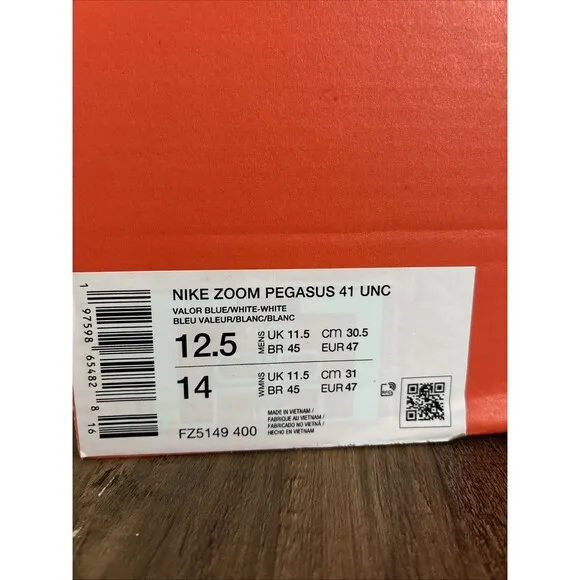 NIKE ZOOM PEGASUS 41 UNC
VALOR BLUE/WHITE-WHITE
BLEU VALEUR/BLANC/BLANC
12.5 MENS UK 11.5 cm 30.5
BR 45 EUR 47
14 WMNS UK 11.5 cm 31
BR 45 EUR 47
FZ5149 400
MADE IN VIETNAM /
FABRIQUE AU VIETNAM /
FABRICADO NO VIETNÃ /
HECHO EN VIETNAM
1 97598 65482 8 16